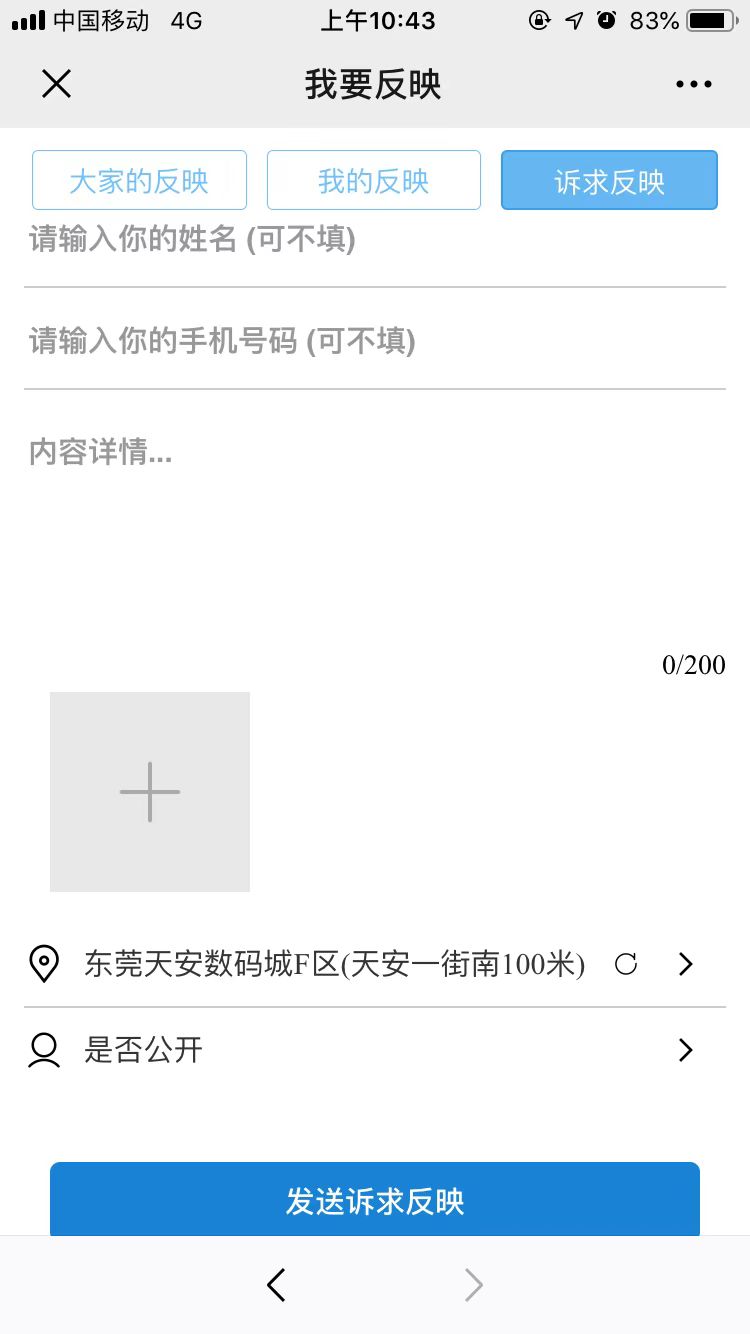 中国移动 4G 上午10:43 83%
我要反映
大家的反映 我的反映 诉求反映
请输入你的姓名 (可不填)
请输入你的手机号码 (可不填)
内容详情...
0/200
东莞天安数码城F区(天安一街南100米)
是否公开
发送诉求反映